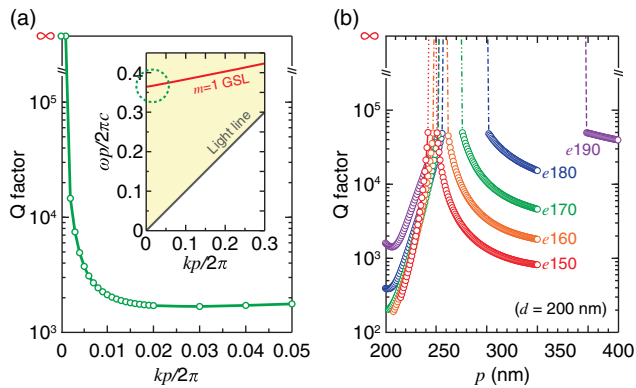 (a)
∞
Q factor
10⁵
10⁴
10³
0 0.01 0.02 0.03 0.04 0.05
kp/2π
ωp/2πc
0.4
0.3
0.2
0.1
0
0 0.1 0.2 0.3
kp/2π
m=1 GSL
Light line
(b)
∞
Q factor
10⁵
10⁴
10³
10²
200 250 300 350 400
p (nm)
e190
e180
e170
e160
e150
(d = 200 nm)